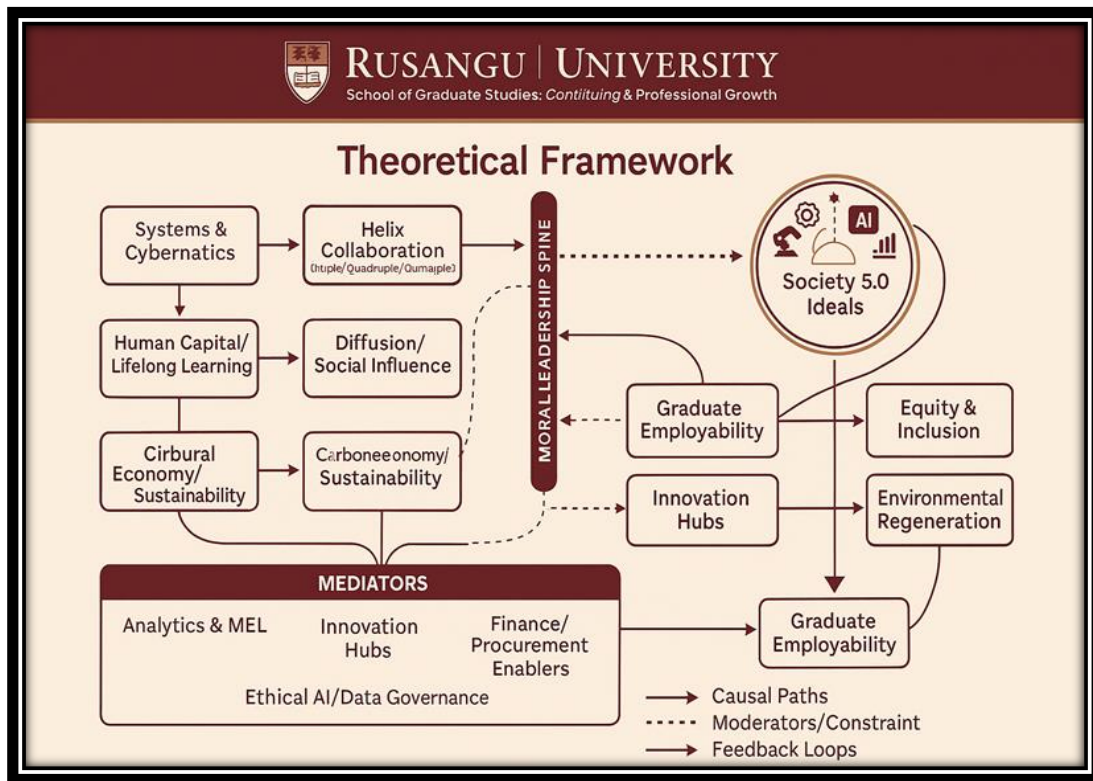 RUSANGU | UNIVERSITY
School of Graduate Studies: Contiituing & Professional Growth
Theoretical Framework
Systems &
Cybernatics
Helix
Collaboration
MORAL LEADERSHIP SPINE
AI
Society 5.0
Ideals
Human Capital/
Lifelong Learning
Diffusion/
Social Influence
Graduate
Employability
Equity &
Inclusion
Cirbural
Economy/
Sustainability
Carboneeonomy/
Sustainability
Innovation
Hubs
Environmental
Regeneration
MEDIATORS
Analytics & MEL
Innovation
Hubs
Finance/
Procurement
Enablers
Ethical AI/Data Governance
Graduate
Employability
Causal Paths
Moderators/Constraint
Feedback Loops